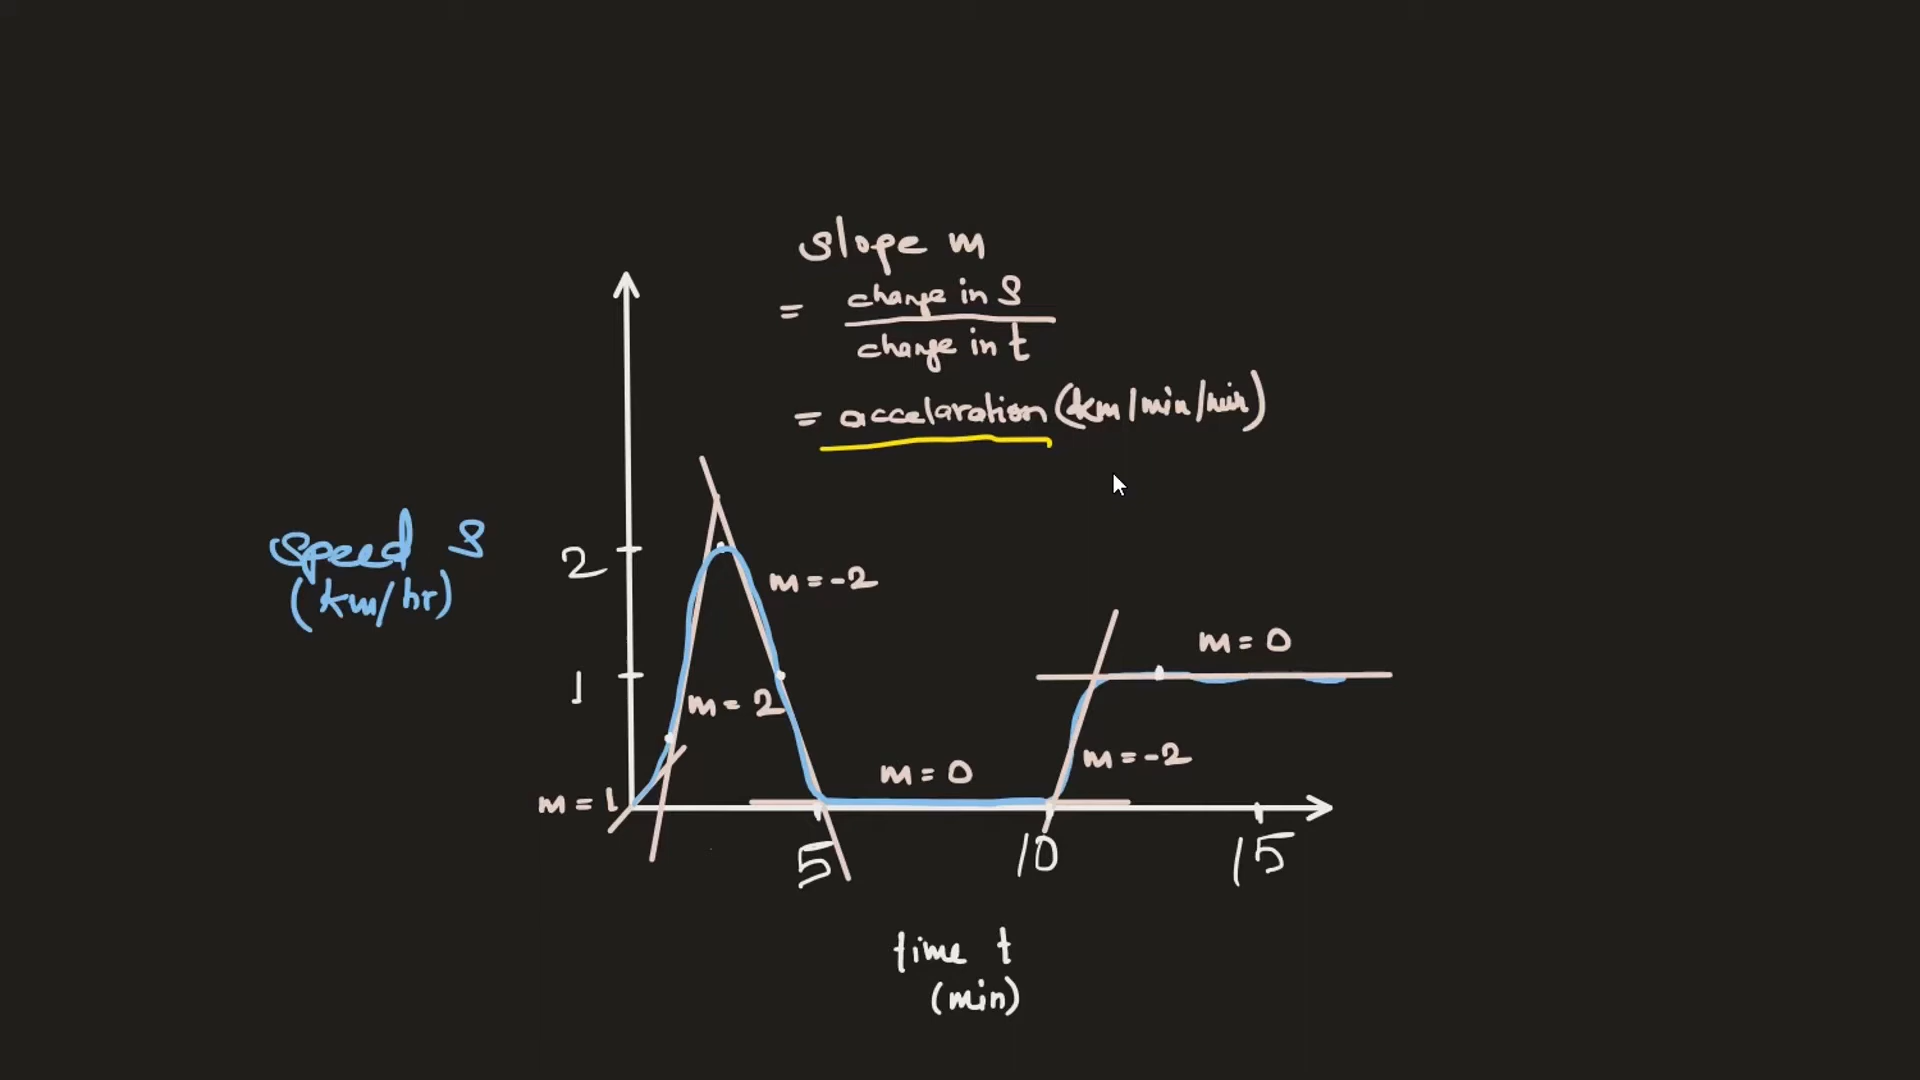 slope m
= change in S
change in t
= accelaration (km/min/min)
speed S
(km/hr)
2
m = -2
m = 0
1
m = 2
m = -2
m = 0
m = 1
5
10
15
time t
(min)